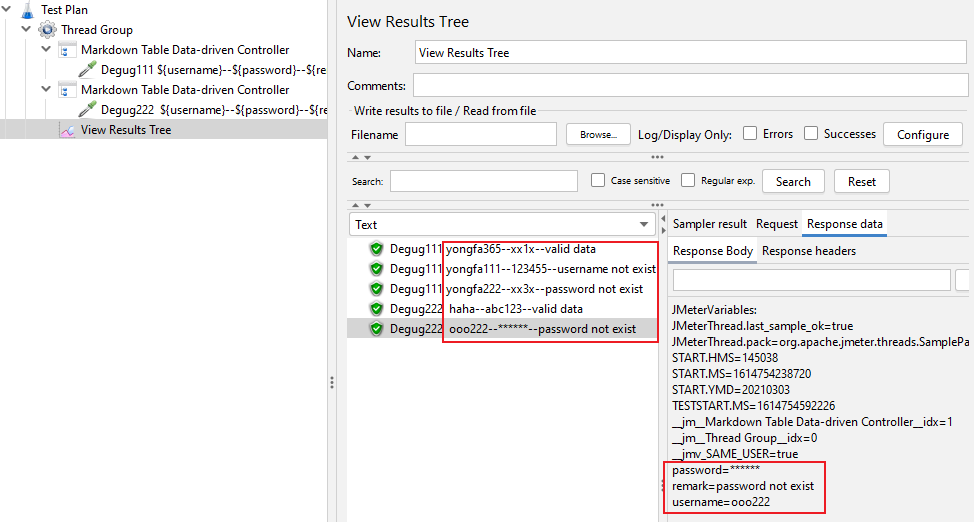 Test Plan
Thread Group
Markdown Table Data-driven Controller
Degug111 ${username}--${password}--${re
Markdown Table Data-driven Controller
Degug222 ${username}--${password}--${r
View Results Tree
View Results Tree
Name: View Results Tree
Comments:
Write results to file / Read from file
Filename Browse... Log/Display Only: Errors Successes Configure
Search: Case sensitive Regular exp. Search Reset
Text
Degug111 yongfa365--xx1x--valid data
Degug111 yongfa111--123455--username not exist
Degug111 yongfa222--xx3x--password not exist
Degug222 haha--abc123--valid data
Degug222 ooo222--******--password not exist
Sampler result Request Response data
Response Body Response headers
JMeterVariables:
JMeterThread.last_sample_ok=true
JMeterThread.pack=org.apache.jmeter.threads.SamplePa
START.HMS=145038
START.MS=1614754238720
START.YMD=20210303
TESTSTART.MS=1614754592226
__jm__Markdown Table Data-driven Controller__idx=1
__jm__Thread Group__idx=0
__jmv_SAME_USER=true
password=******
remark=password not exist
username=ooo222